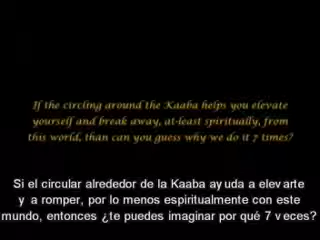 If the circling around the Kaaba helps you elevate
yourself and break away, at-least spiritually, from
this world, than can you guess why we do it 7 times?
Si el circular alrededor de la Kaaba ayuda a elevarte
y a romper, por lo menos espiritualmente con este
mundo, entonces ¿te puedes imaginar por qué 7 veces?